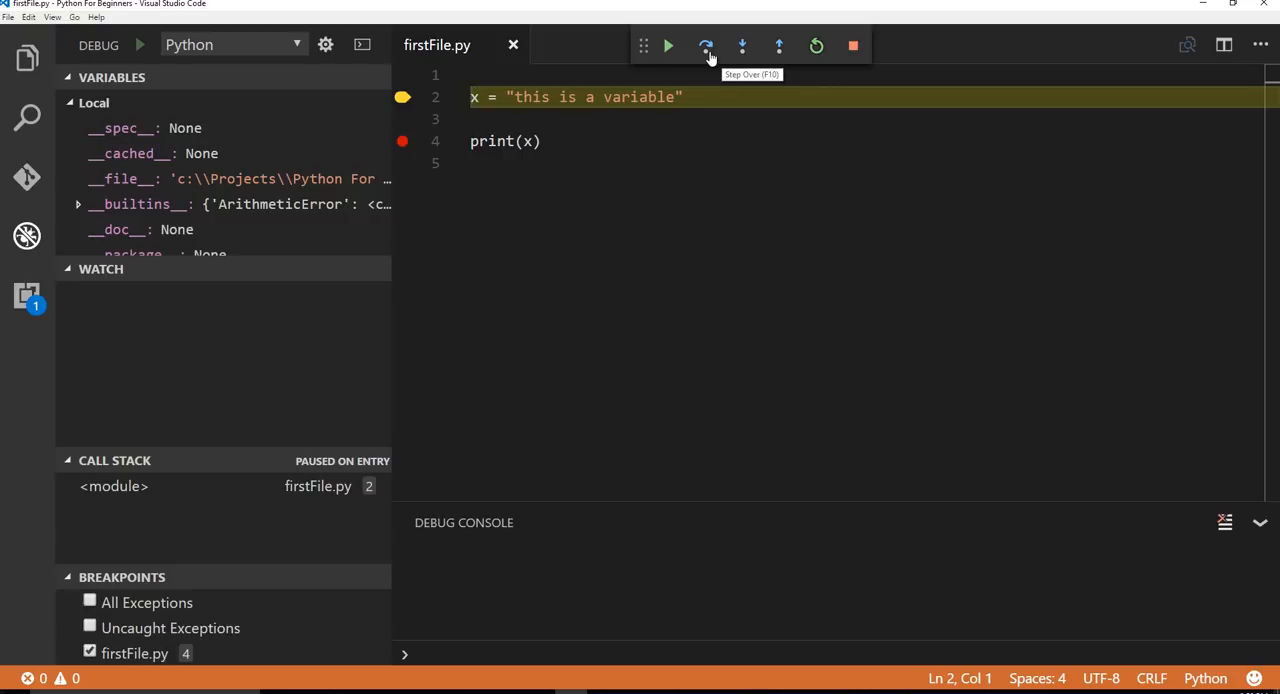 firstFile.py - Python For Beginners - Visual Studio Code
File Edit View Go Help
DEBUG Python
firstFile.py
Step Over (F10)
VARIABLES
Local
__spec__: None
__cached__: None
__file__: 'c:\\Projects\\Python For …
__builtins__: {'ArithmeticError': <c…
__doc__: None
__package__: None
WATCH
CALL STACK PAUSED ON ENTRY
<module> firstFile.py 2
BREAKPOINTS
All Exceptions
Uncaught Exceptions
firstFile.py 4
1
1
2 x = "this is a variable"
3
4 print(x)
5
DEBUG CONSOLE
0 0 Ln 2, Col 1 Spaces: 4 UTF-8 CRLF Python